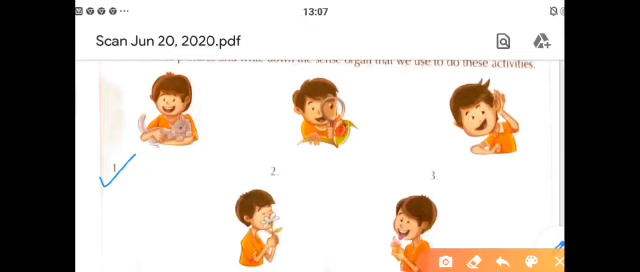 13:07
Scan Jun 20, 2020.pdf
and write down the sense organ that we use to do these activities.
1.
2.
3.